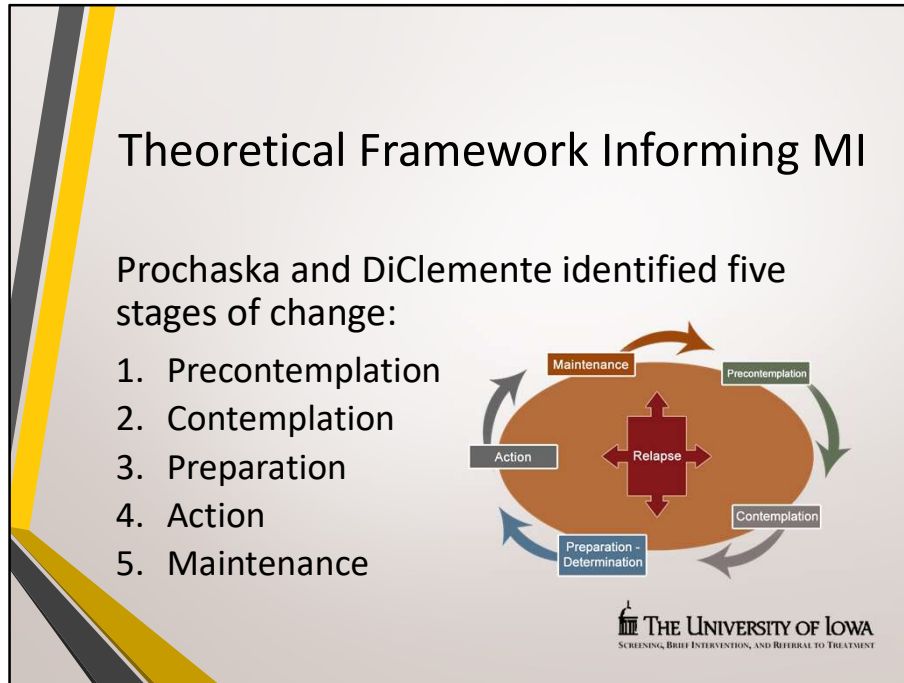 Theoretical Framework Informing MI
Prochaska and DiClemente identified five
stages of change:
1. Precontemplation
2. Contemplation
3. Preparation
4. Action
5. Maintenance
Maintenance
Precontemplation
Action
Relapse
Contemplation
Preparation -
Determination
THE UNIVERSITY OF IOWA
SCREENING, BRIEF INTERVENTION, AND REFERRAL TO TREATMENT